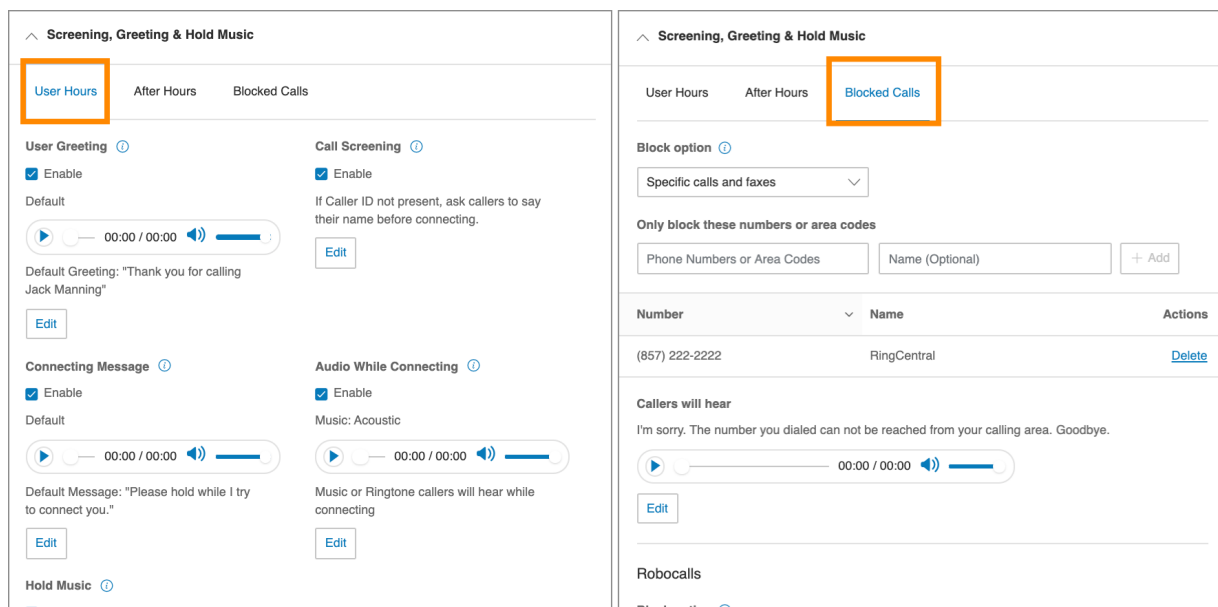 Screening, Greeting & Hold Music
User Hours After Hours Blocked Calls
User Greeting
Enable
Default
00:00 / 00:00
Default Greeting: "Thank you for calling
Jack Manning"
Edit
Call Screening
Enable
If Caller ID not present, ask callers to say
their name before connecting.
Edit
Connecting Message
Enable
Default
00:00 / 00:00
Default Message: "Please hold while I try
to connect you."
Edit
Audio While Connecting
Enable
Music: Acoustic
00:00 / 00:00
Music or Ringtone callers will hear while
connecting
Edit
Hold Music
Screening, Greeting & Hold Music
User Hours After Hours Blocked Calls
Block option
Specific calls and faxes
Only block these numbers or area codes
Phone Numbers or Area Codes Name (Optional) + Add
Number Name Actions
(857) 222-2222 RingCentral Delete
Callers will hear
I'm sorry. The number you dialed can not be reached from your calling area. Goodbye.
00:00 / 00:00
Edit
Robocalls